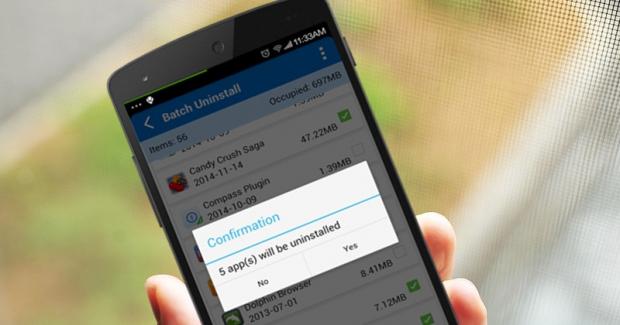 11:33AM
Batch Uninstall
Items: 56
Occupied: 697MB
Candy Crush Saga
2014-11-14
47.22MB
Compass Plugin
2014-10-09
1.39MB
Confirmation
5 app(s) will be uninstalled
No
Yes
8.41MB
Dolphin Browser
2013-07-01
7.12MB